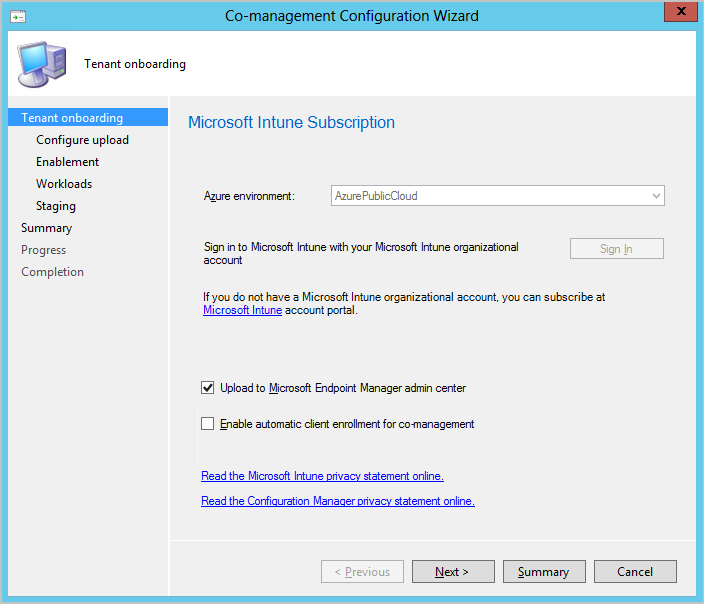 Co-management Configuration Wizard
x
Tenant onboarding
Tenant onboarding
Configure upload
Enablement
Workloads
Staging
Summary
Progress
Completion
Microsoft Intune Subscription
Azure environment:
AzurePublicCloud
Sign in to Microsoft Intune with your Microsoft Intune organizational
account
Sign In
If you do not have a Microsoft Intune organizational account, you can subscribe at
Microsoft Intune account portal.
Upload to Microsoft Endpoint Manager admin center
Enable automatic client enrollment for co-management
Read the Microsoft Intune privacy statement online.
Read the Configuration Manager privacy statement online.
< Previous
Next >
Summary
Cancel